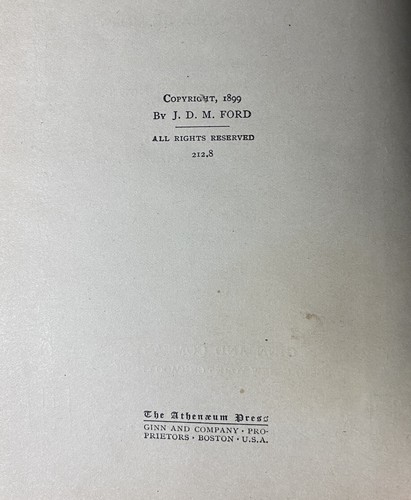 COPYRIGHT, 1899
BY J. D. M. FORD
ALL RIGHTS RESERVED
212.8
The Athenæum Press
GINN AND COMPANY · PRO-
PRIETORS · BOSTON · U.S.A.